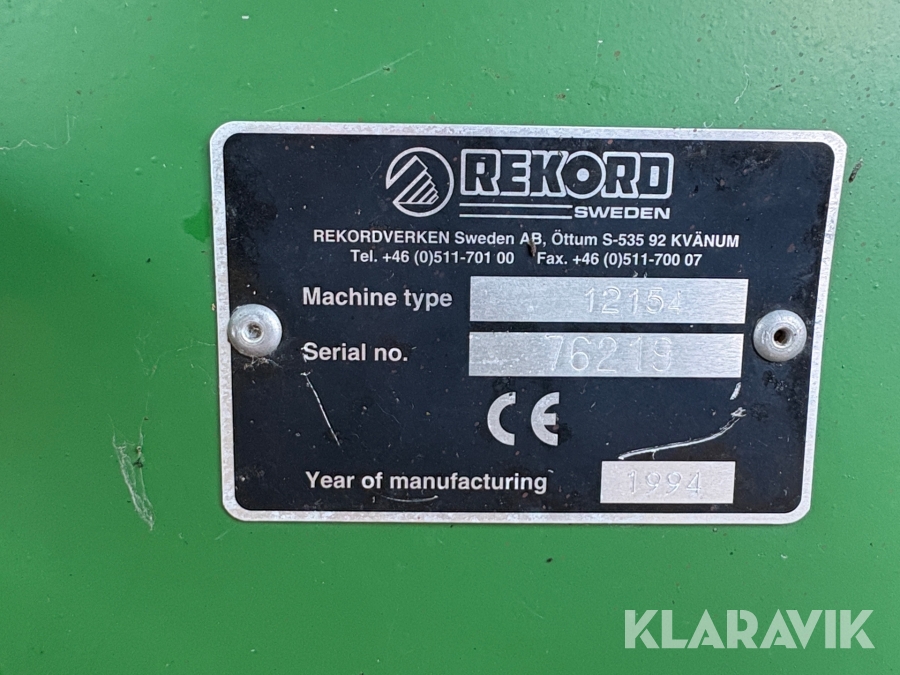 REKORD
SWEDEN
REKORDVERKEN Sweden AB, Öttum S-535 92 KVÄNUM
Tel. +46 (0)511-701 00 Fax. +46 (0)511-700 07
Machine type 12154
Serial no. 76219
CE
Year of manufacturing 1994
KLARAVIK